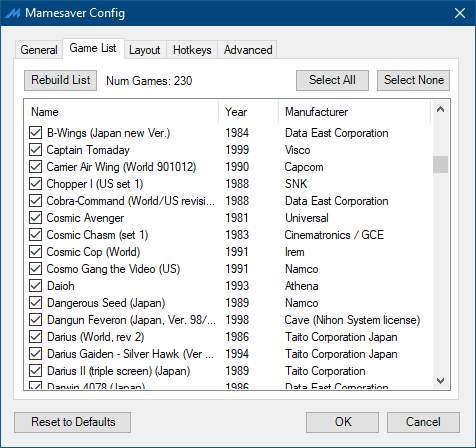 Mamesaver Config
General Game List Layout Hotkeys Advanced
Rebuild List Num Games: 230 Select All Select None
Name Year Manufacturer
B-Wings (Japan new Ver.) 1984 Data East Corporation
Captain Tomaday 1999 Visco
Carrier Air Wing (World 901012) 1990 Capcom
Chopper I (US set 1) 1988 SNK
Cobra-Command (World/US revisi... 1988 Data East Corporation
Cosmic Avenger 1981 Universal
Cosmic Chasm (set 1) 1983 Cinematronics / GCE
Cosmic Cop (World) 1991 Irem
Cosmo Gang the Video (US) 1991 Namco
Daioh 1993 Athena
Dangerous Seed (Japan) 1989 Namco
Dangun Feveron (Japan, Ver. 98/... 1998 Cave (Nihon System license)
Darius (World, rev 2) 1986 Taito Corporation Japan
Darius Gaiden - Silver Hawk (Ver ... 1994 Taito Corporation Japan
Darius II (triple screen) (Japan) 1989 Taito Corporation
Darwin 4078 (Japan) 1986 Data East Corporation
Reset to Defaults OK Cancel